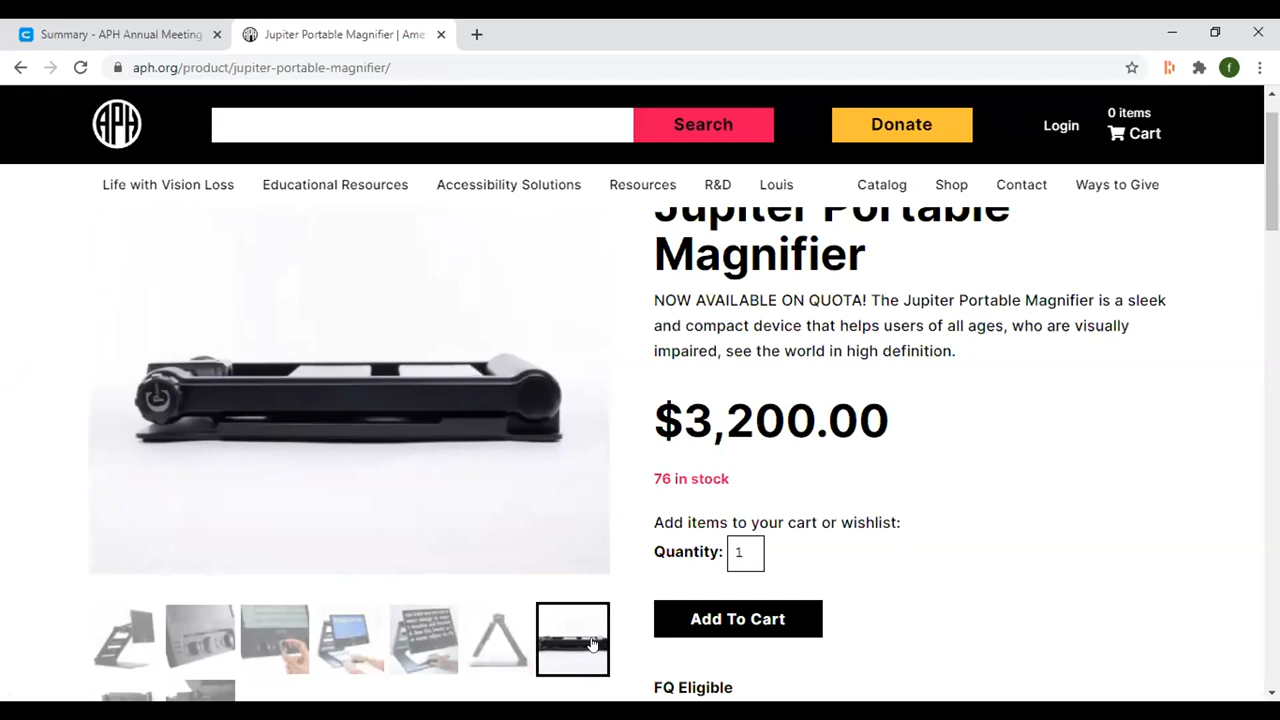 Summary - APH Annual Meeting
Jupiter Portable Magnifier | Ame
aph.org/product/jupiter-portable-magnifier/
f
APH
Search
Donate
Login
0 items
Cart
Life with Vision Loss
Educational Resources
Accessibility Solutions
Resources
R&D
Louis
Catalog
Shop
Contact
Ways to Give
Jupiter Portable
Magnifier
NOW AVAILABLE ON QUOTA! The Jupiter Portable Magnifier is a sleek
and compact device that helps users of all ages, who are visually
impaired, see the world in high definition.
$3,200.00
76 in stock
Add items to your cart or wishlist:
Quantity: 1
Add To Cart
FQ Eligible